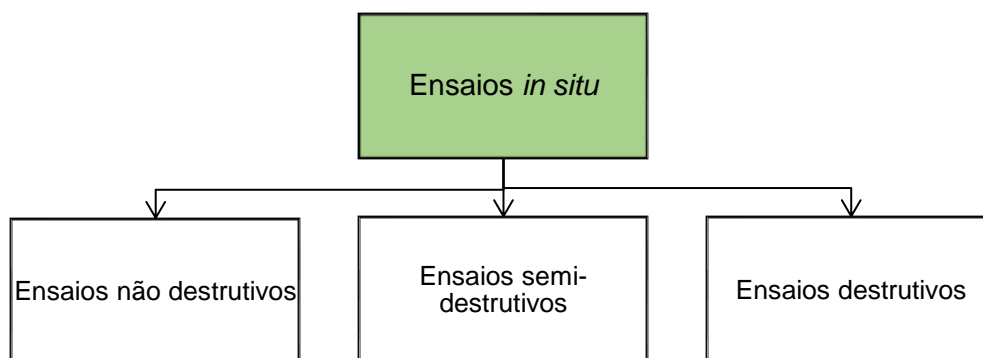 Ensaios in situ
Ensaios não destrutivos
Ensaios semi-
destrutivos
Ensaios destrutivos